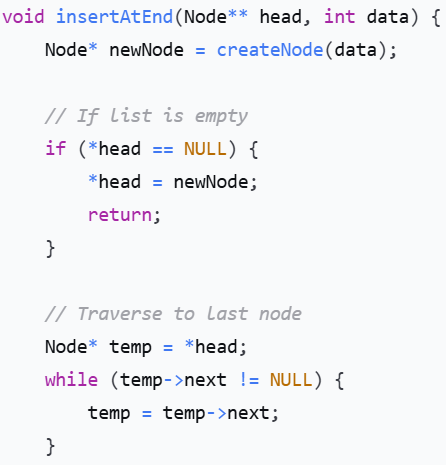 void insertAtEnd(Node** head, int data) {
    Node* newNode = createNode(data);

    // If list is empty
    if (*head == NULL) {
        *head = newNode;
        return;
    }

    // Traverse to last node
    Node* temp = *head;
    while (temp->next != NULL) {
        temp = temp->next;
    }